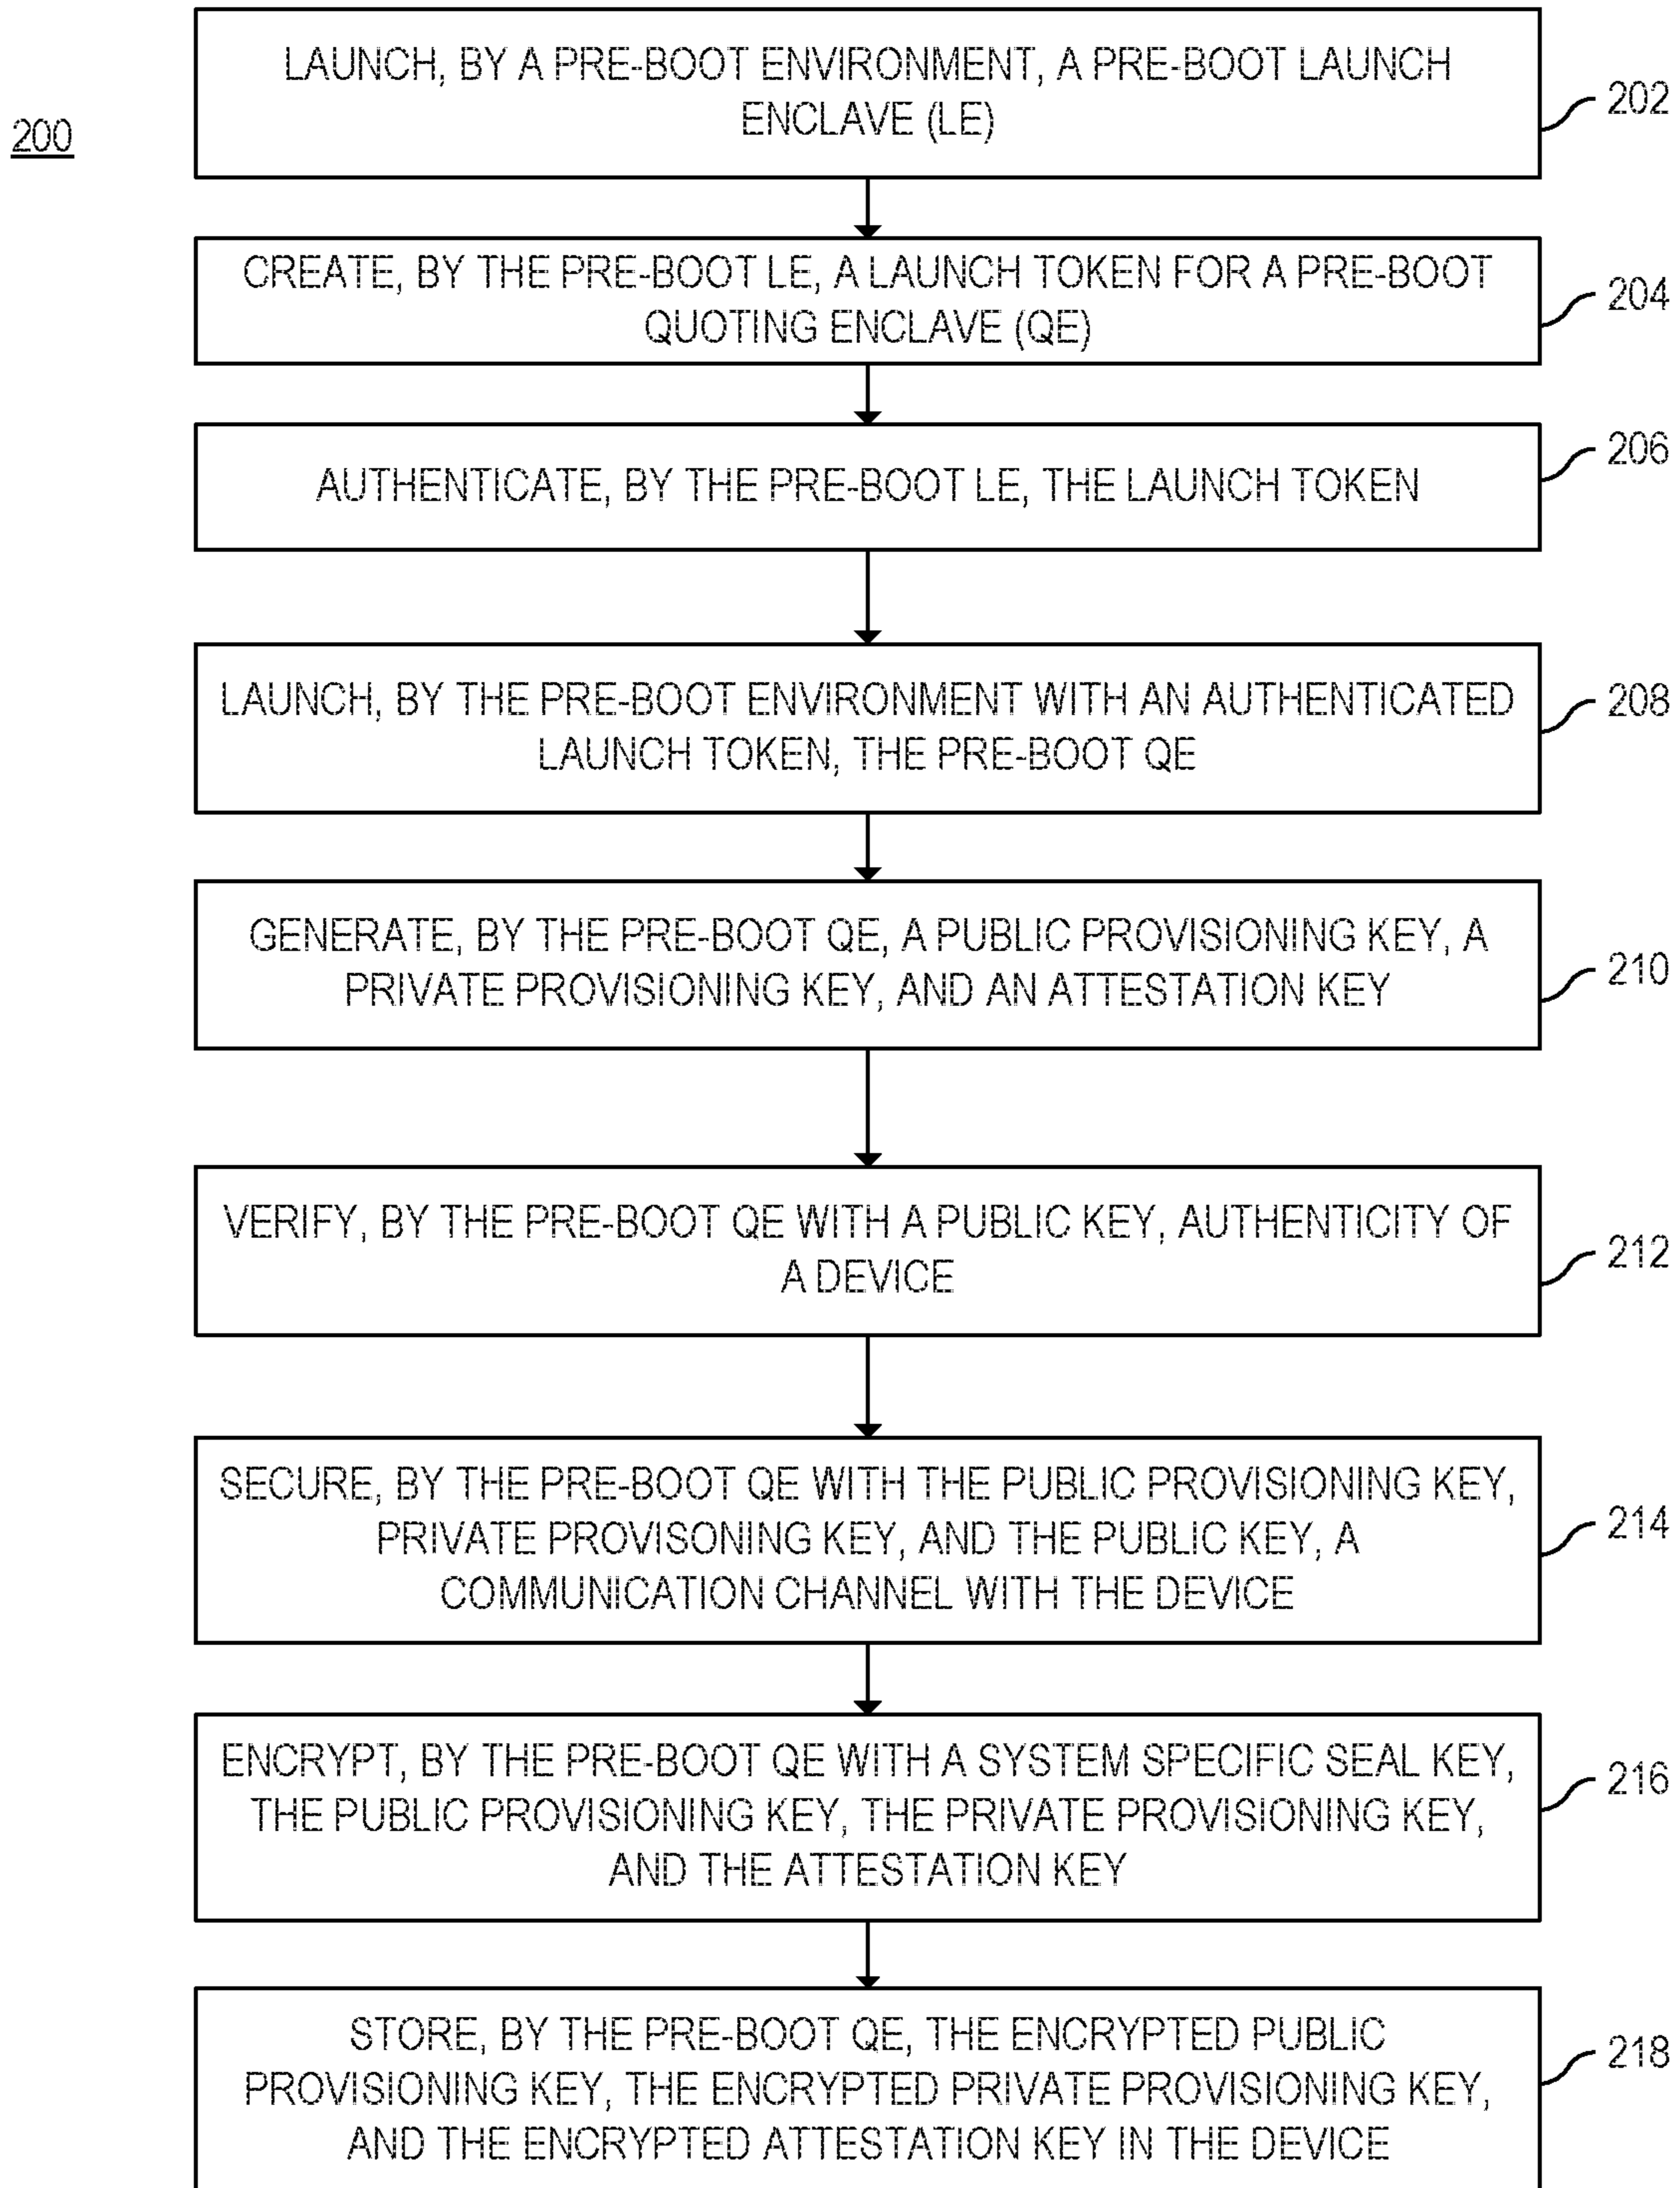 200
LAUNCH, BY A PRE-BOOT ENVIRONMENT, A PRE-BOOT LAUNCH
ENCLAVE (LE)
202
CREATE, BY THE PRE-BOOT LE, A LAUNCH TOKEN FOR A PRE-BOOT
QUOTING ENCLAVE (QE)
204
AUTHENTICATE, BY THE PRE-BOOT LE, THE LAUNCH TOKEN
206
LAUNCH, BY THE PRE-BOOT ENVIRONMENT WITH AN AUTHENTICATED
LAUNCH TOKEN, THE PRE-BOOT QE
208
GENERATE, BY THE PRE-BOOT QE, A PUBLIC PROVISIONING KEY, A
PRIVATE PROVISIONING KEY, AND AN ATTESTATION KEY
210
VERIFY, BY THE PRE-BOOT QE WITH A PUBLIC KEY, AUTHENTICITY OF
A DEVICE
212
SECURE, BY THE PRE-BOOT QE WITH THE PUBLIC PROVISIONING KEY,
PRIVATE PROVISONING KEY, AND THE PUBLIC KEY, A
COMMUNICATION CHANNEL WITH THE DEVICE
214
ENCRYPT, BY THE PRE-BOOT QE WITH A SYSTEM SPECIFIC SEAL KEY,
THE PUBLIC PROVISIONING KEY, THE PRIVATE PROVISIONING KEY,
AND THE ATTESTATION KEY
216
STORE, BY THE PRE-BOOT QE, THE ENCRYPTED PUBLIC
PROVISIONING KEY, THE ENCRYPTED PRIVATE PROVISIONING KEY,
AND THE ENCRYPTED ATTESTATION KEY IN THE DEVICE
218